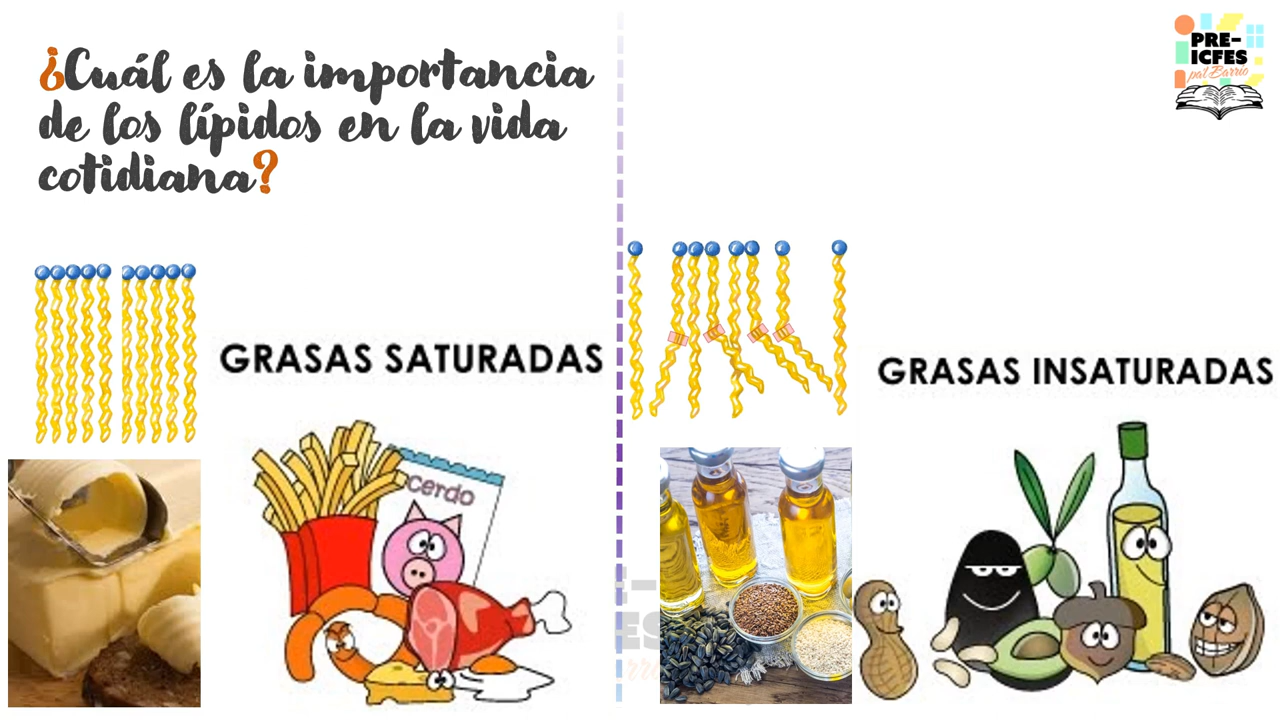 ¿Cuál es la importancia
de los lípidos en la vida
cotidiana?
PRE-
ICFES
pal Barrio
GRASAS SATURADAS
GRASAS INSATURADAS
cerdo